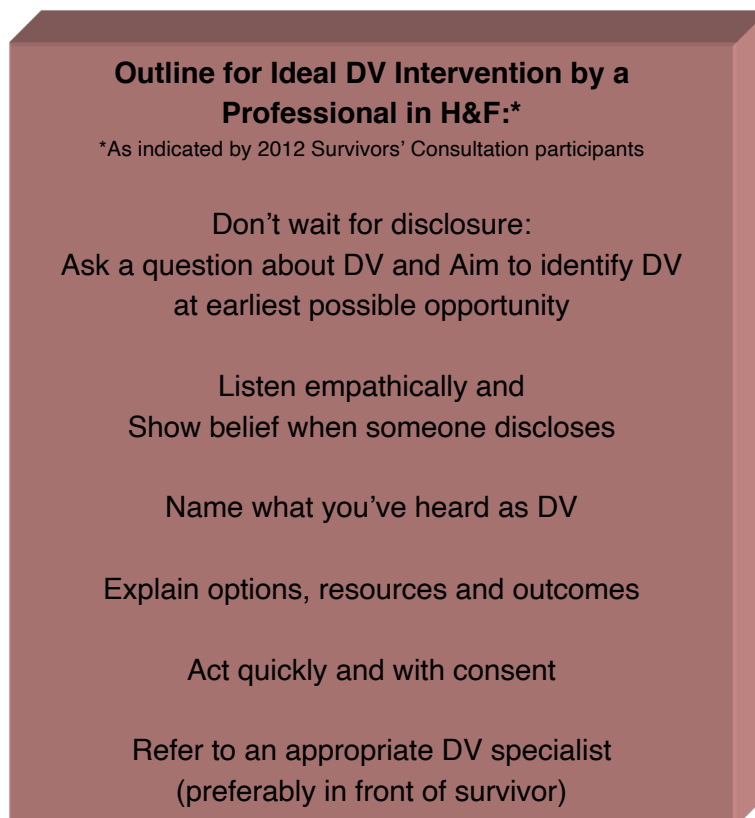 Outline for Ideal DV Intervention by a
Professional in H&F:*
*As indicated by 2012 Survivors’ Consultation participants
Don’t wait for disclosure:
Ask a question about DV and Aim to identify DV
at earliest possible opportunity
Listen empathically and
Show belief when someone discloses
Name what you’ve heard as DV
Explain options, resources and outcomes
Act quickly and with consent
Refer to an appropriate DV specialist
(preferably in front of survivor)